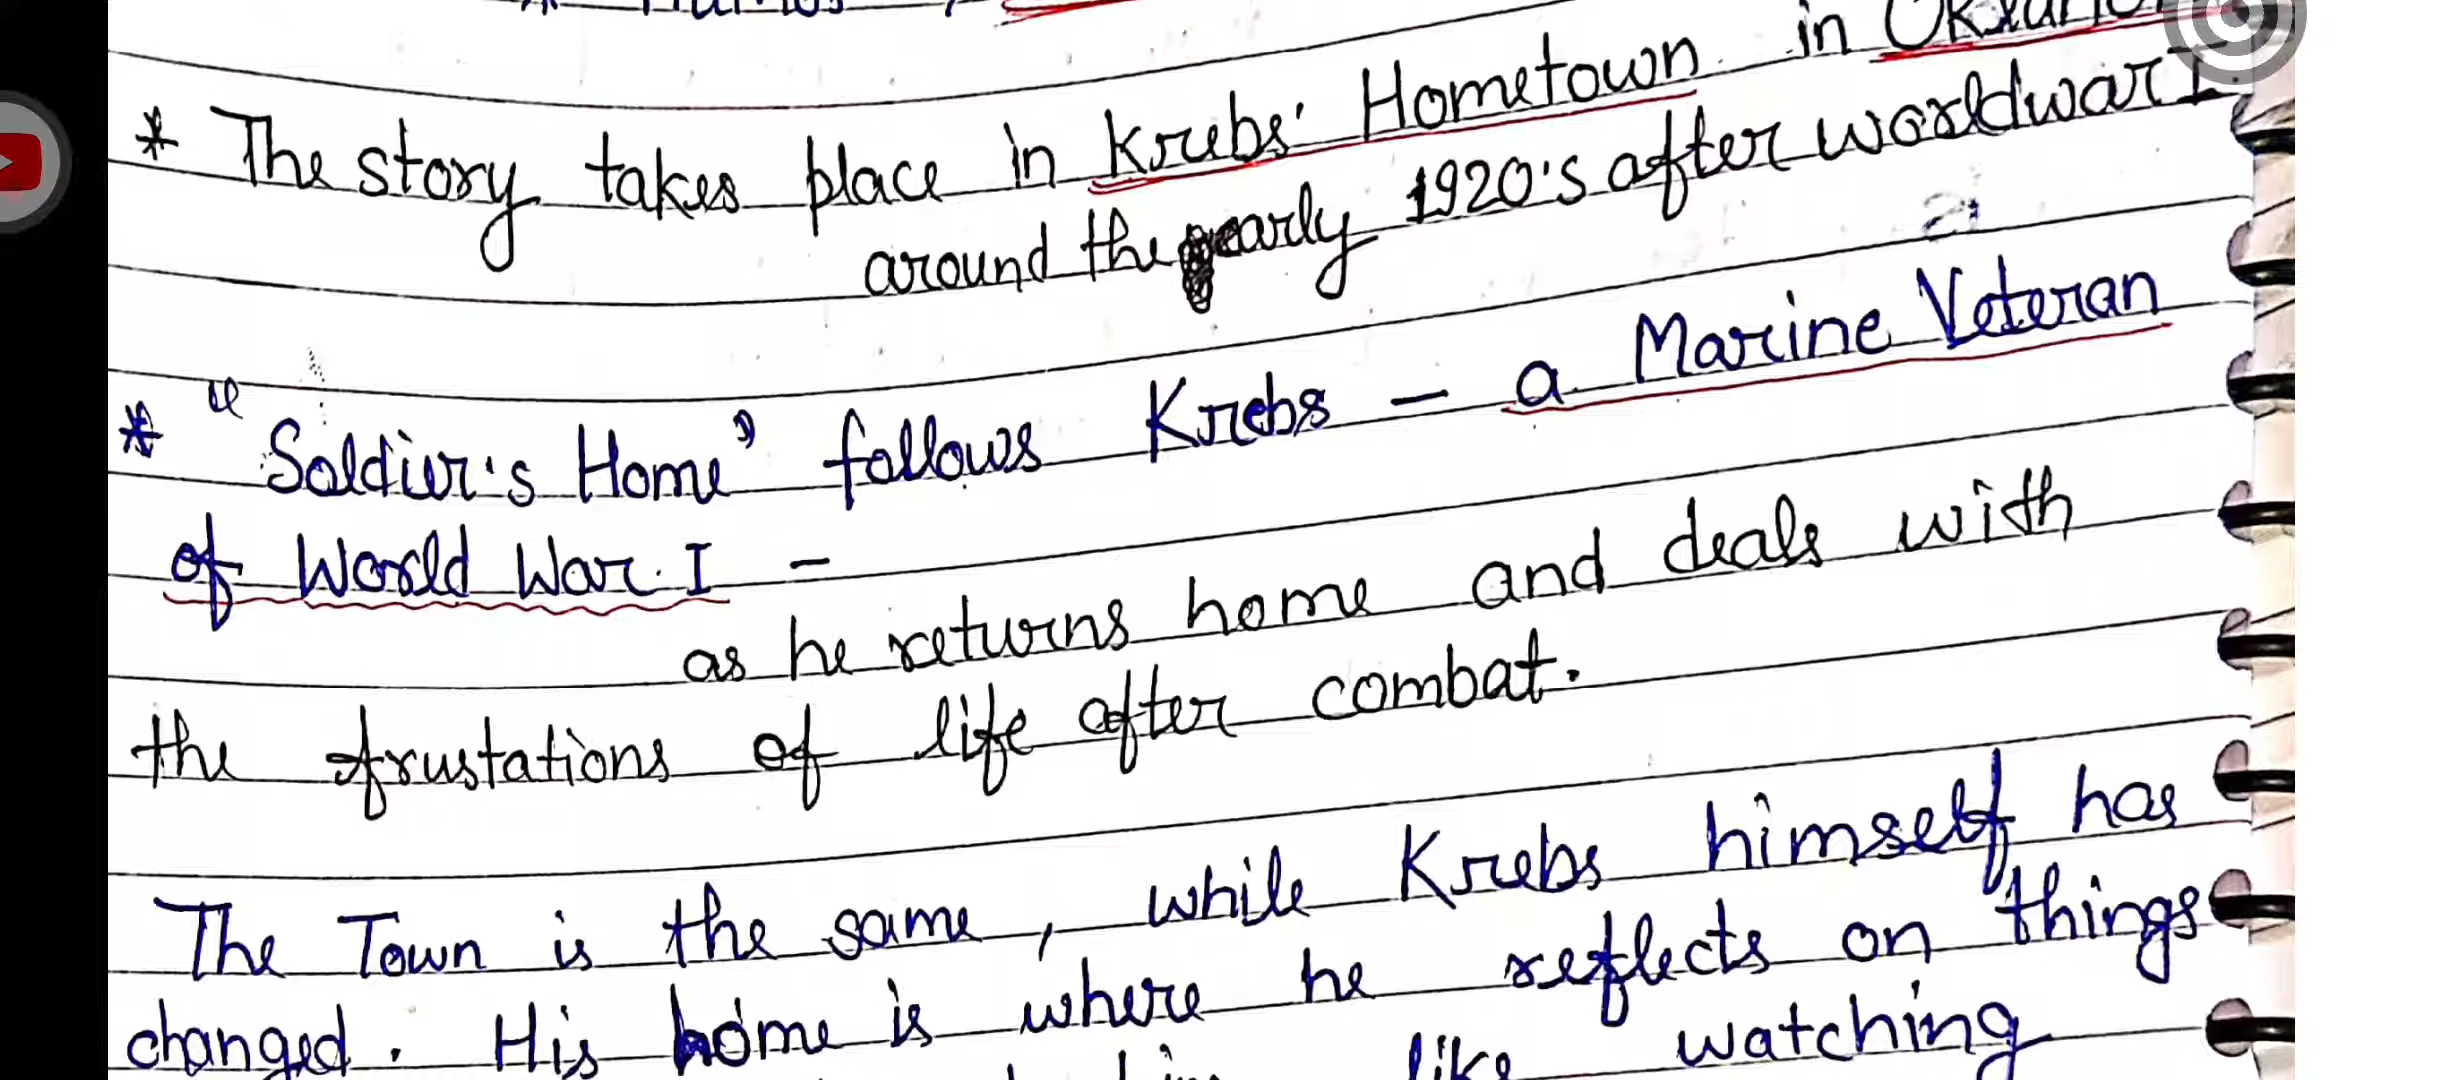 * The story takes place in Krebs' Hometown in
around the early 1920's after worldwar I.
* "Soldier's Home" follows Krebs – a Marine Veteran
of World War I –
as he returns home and deals with
the frustations of life after combat.
The Town is the same, while Krebs himself has
changed. His home is where he reflects on things
like watching